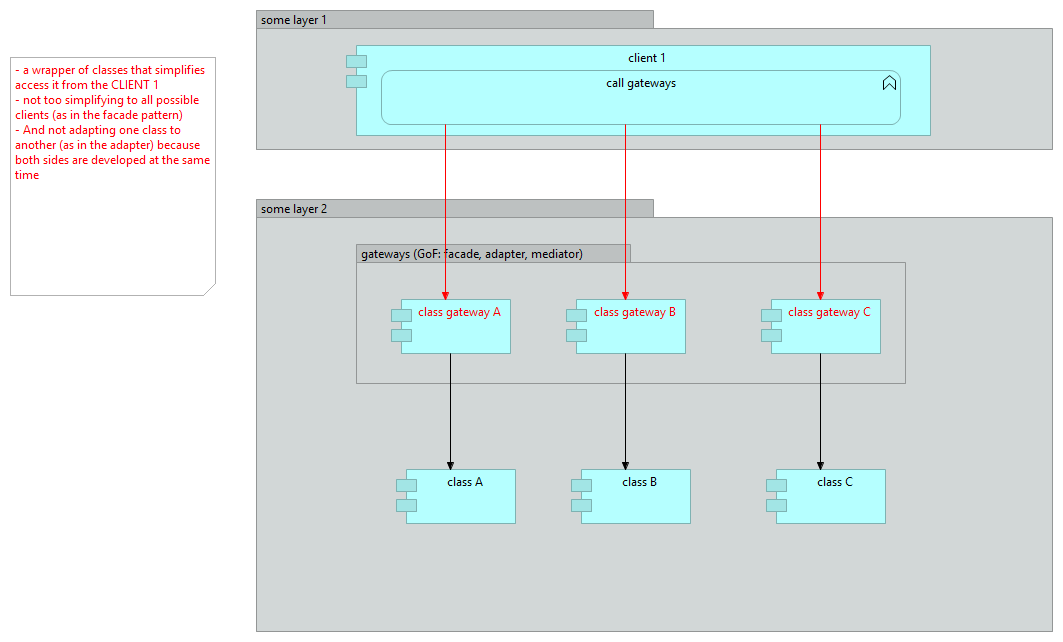 some layer 1
client 1
call gateways
- a wrapper of classes that simplifies
access it from the CLIENT 1
- not too simplifying to all possible
clients (as in the facade pattern)
- And not adapting one class to
another (as in the adapter) because
both sides are developed at the same
time
some layer 2
gateways (GoF: facade, adapter, mediator)
class gateway A
class gateway B
class gateway C
class A
class B
class C